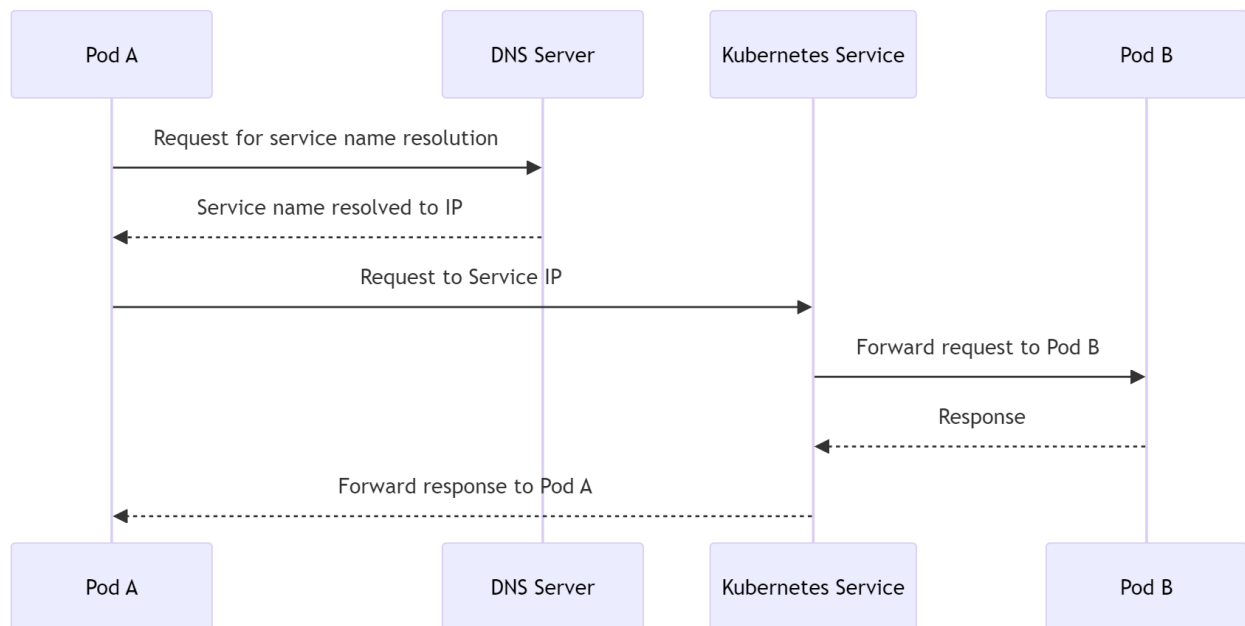 Pod A
DNS Server
Kubernetes Service
Pod B
Request for service name resolution
Service name resolved to IP
Request to Service IP
Forward request to Pod B
Response
Forward response to Pod A
Pod A
DNS Server
Kubernetes Service
Pod B